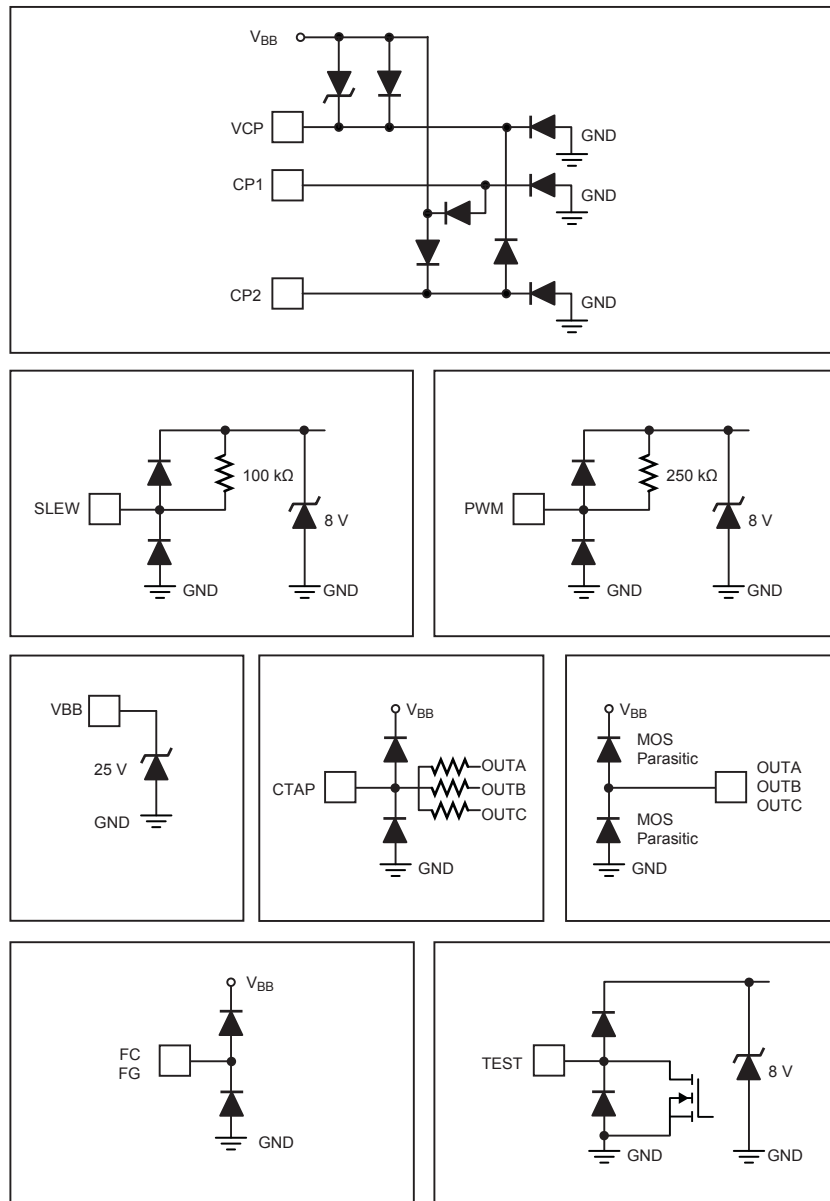 VBB
VCP
GND
CP1
GND
CP2
GND
SLEW
100 kΩ
8 V
GND
GND
PWM
250 kΩ
8 V
GND
GND
VBB
25 V
GND
VBB
CTAP
OUTA
OUTB
OUTC
GND
VBB
MOS
Parasitic
OUTA
OUTB
OUTC
MOS
Parasitic
GND
VBB
FC
FG
GND
TEST
8 V
GND
GND